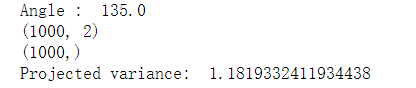 Angle :  135.0
(1000, 2)
(1000,)
Projected variance:  1.1819332411934438